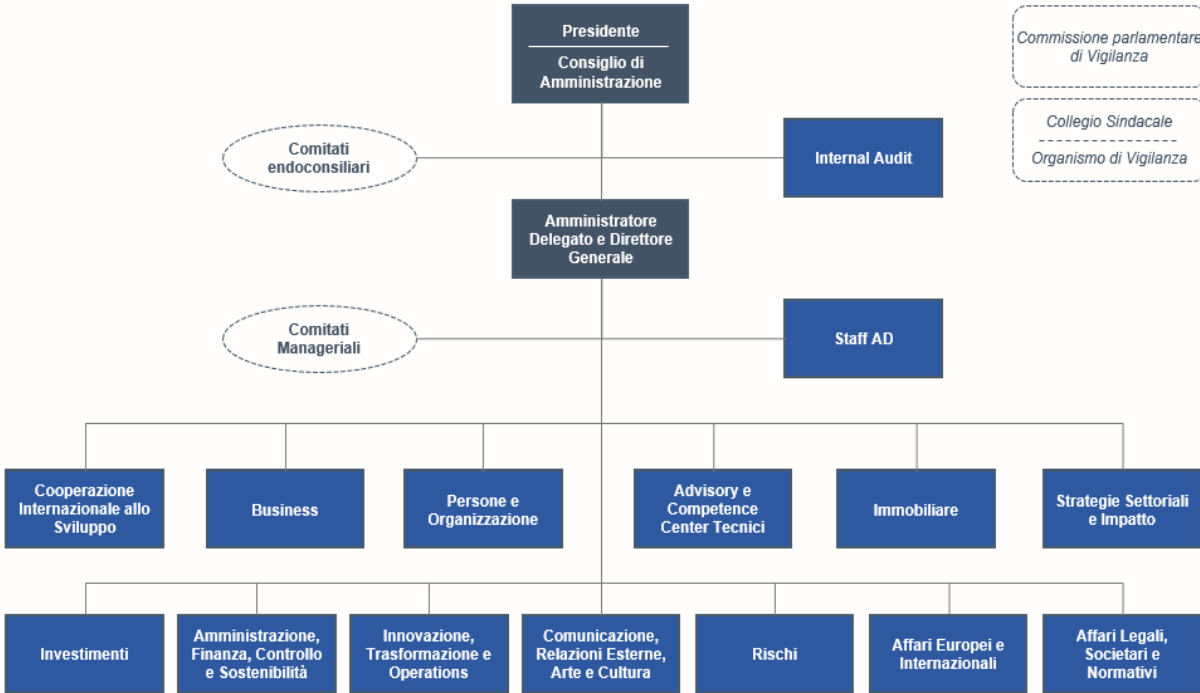 Presidente
Consiglio di
Amministrazione
Commissione parlamentare
di Vigilanza
Collegio Sindacale
Organismo di Vigilanza
Comitati
endoconsiliari
Internal Audit
Amministratore
Delegato e Direttore
Generale
Comitati
Manageriali
Staff AD
Cooperazione
Internazionale allo
Sviluppo
Business
Persone e
Organizzazione
Advisory e
Competence
Center Tecnici
Immobiliare
Strategie Settoriali
e Impatto
Investimenti
Amministrazione,
Finanza, Controllo
e Sostenibilità
Innovazione,
Trasformazione e
Operations
Comunicazione,
Relazioni Esterne,
Arte e Cultura
Rischi
Affari Europei e
Internazionali
Affari Legali,
Societari e
Normativi